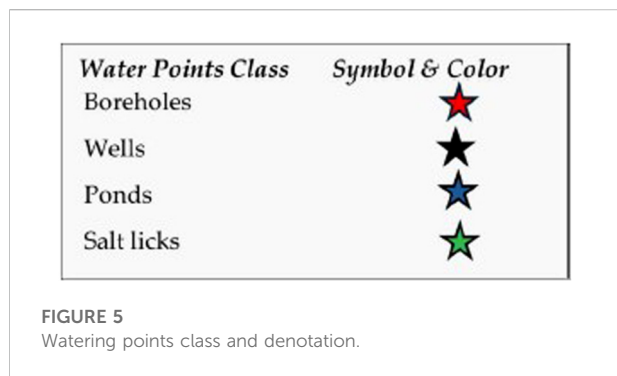 Water Points Class Symbol & Color
Boreholes
Wells
Ponds
Salt licks
FIGURE 5
Watering points class and denotation.